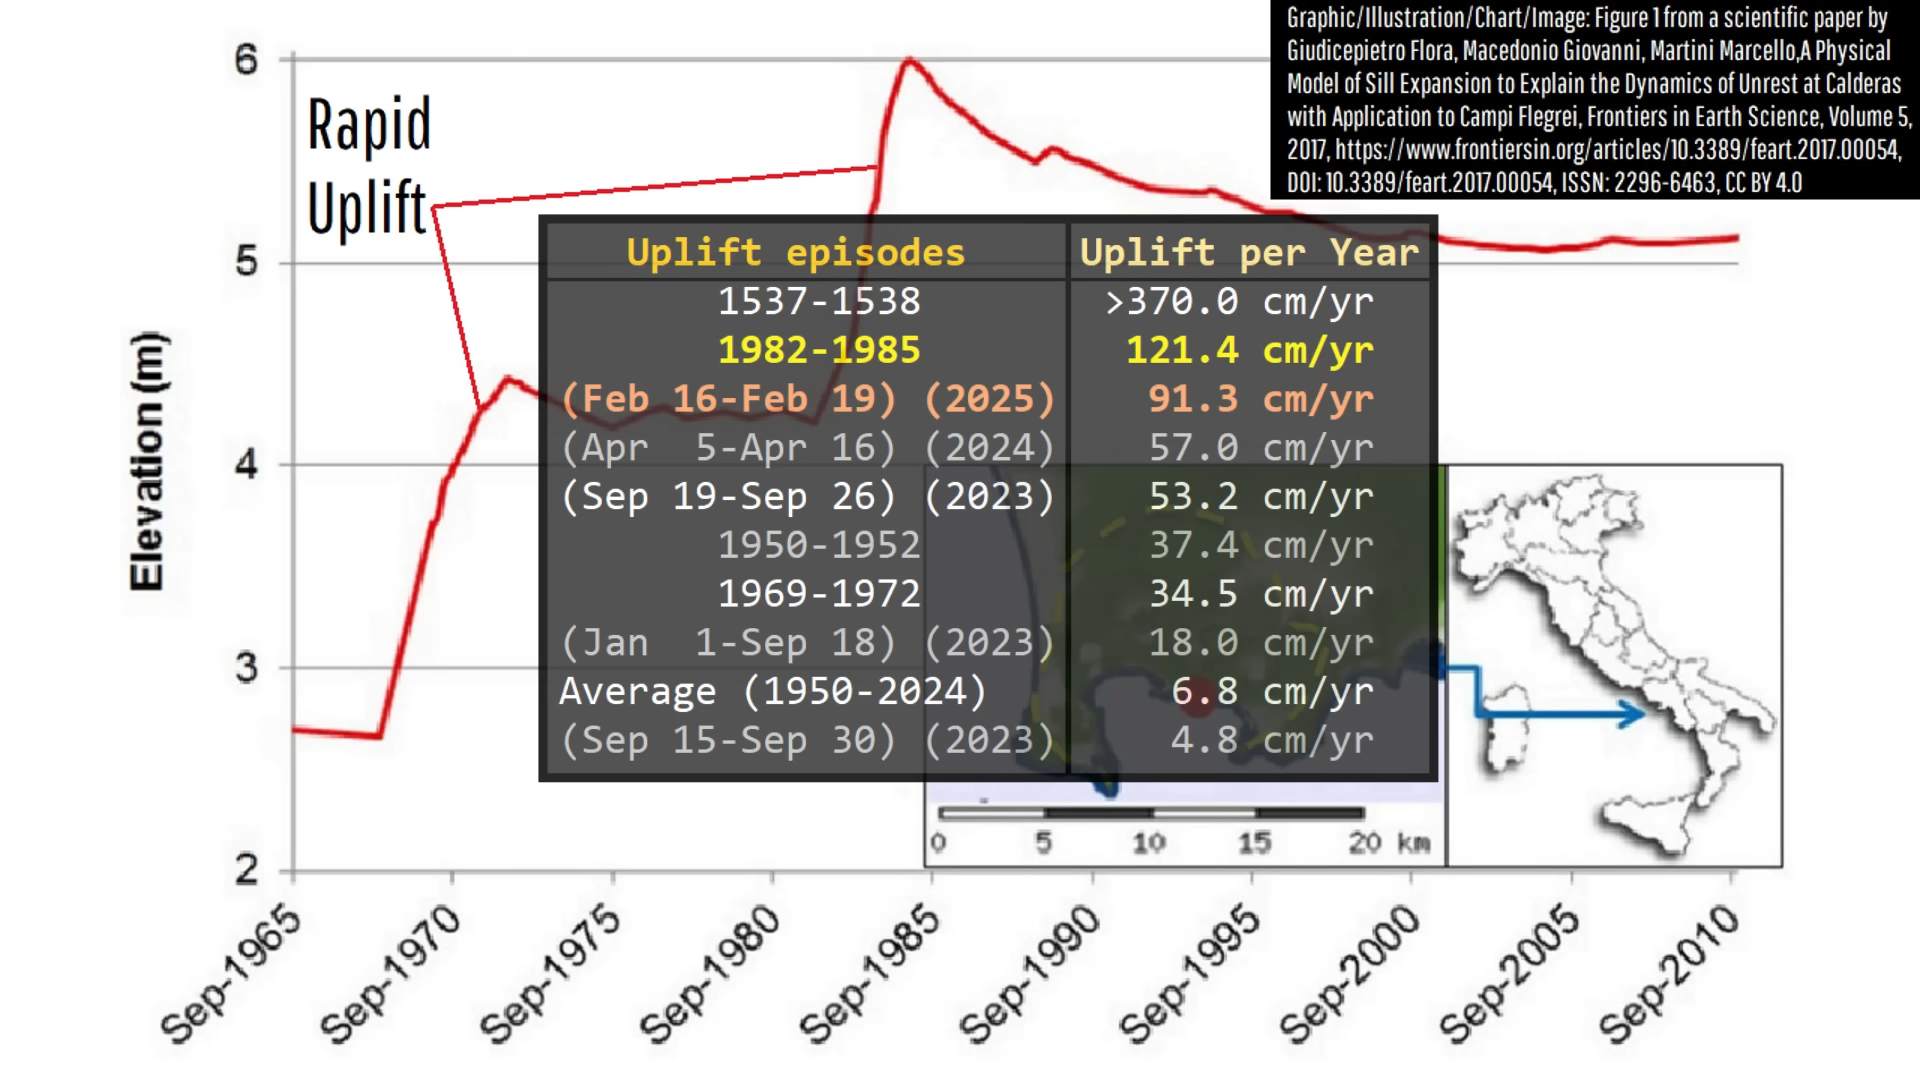 Graphic/Illustration/Chart/Image: Figure 1 from a scientific paper by
Giudicepietro Flora, Macedonio Giovanni, Martini Marcello,A Physical
Model of Sill Expansion to Explain the Dynamics of Unrest at Calderas
with Application to Campi Flegrei, Frontiers in Earth Science, Volume 5,
2017, https://www.frontiersin.org/articles/10.3389/feart.2017.00054,
DOI: 10.3389/feart.2017.00054, ISSN: 2296-6463, CC BY 4.0
Rapid
Uplift
Elevation (m)
6
5
4
3
2
Uplift episodes Uplift per Year
1537-1538 >370.0 cm/yr
1982-1985 121.4 cm/yr
(Feb 16-Feb 19) (2025) 91.3 cm/yr
(Apr 5-Apr 16) (2024) 57.0 cm/yr
(Sep 19-Sep 26) (2023) 53.2 cm/yr
1950-1952 37.4 cm/yr
1969-1972 34.5 cm/yr
(Jan 1-Sep 18) (2023) 18.0 cm/yr
Average (1950-2024) 6.8 cm/yr
(Sep 15-Sep 30) (2023) 4.8 cm/yr
0 5 10 15 20 km
Sep-1965
Sep-1970
Sep-1975
Sep-1980
Sep-1985
Sep-1990
Sep-1995
Sep-2000
Sep-2005
Sep-2010